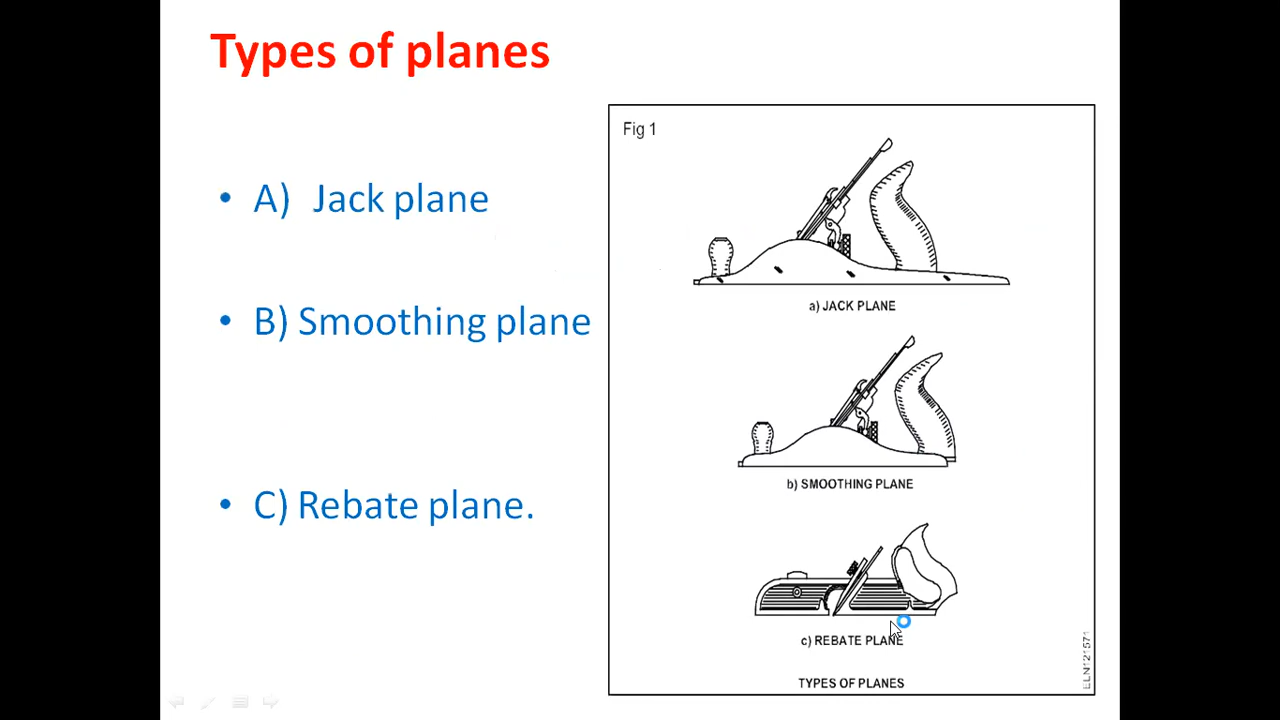 Types of planes
• A) Jack plane
• B) Smoothing plane
• C) Rebate plane.
Fig 1
a) JACK PLANE
b) SMOOTHING PLANE
c) REBATE PLANE
TYPES OF PLANES
ELN121571